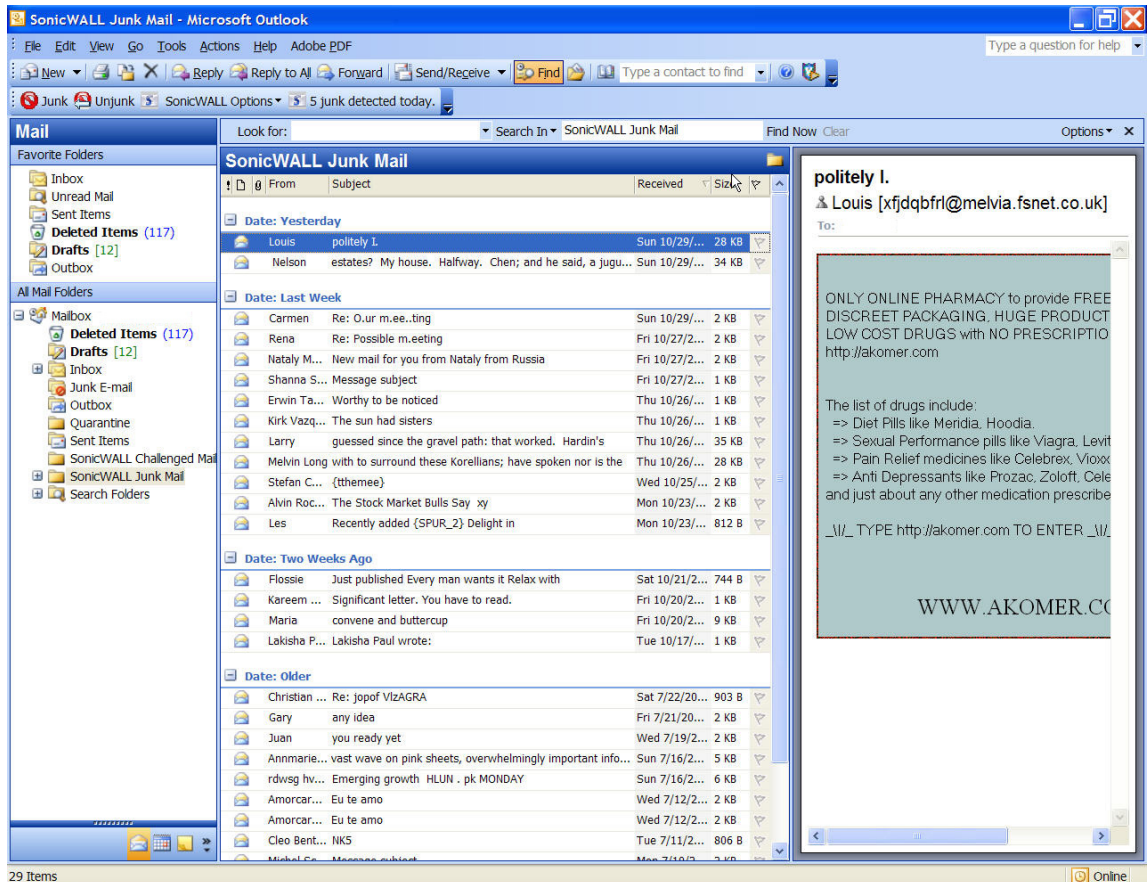 SonicWALL Junk Mail - Microsoft Outlook
File Edit View Go Tools Actions Help Adobe PDF Type a question for help
New Reply Reply to All Forward Send/Receive Find Type a contact to find
Junk Unjunk SonicWALL Options 5 junk detected today.
Mail
Favorite Folders
Inbox
Unread Mail
Sent Items
Deleted Items (117)
Drafts [12]
Outbox
All Mail Folders
Mailbox
Deleted Items (117)
Drafts [12]
Inbox
Junk E-mail
Outbox
Quarantine
Sent Items
SonicWALL Challenged Mai
SonicWALL Junk Mail
Search Folders
Look for: Search In SonicWALL Junk Mail Find Now Clear Options
SonicWALL Junk Mail
From Subject Received Size
Date: Yesterday
Louis politely I. Sun 10/29/... 28 KB
Nelson estates? My house. Halfway. Chen; and he said, a jugu... Sun 10/29/... 34 KB
Date: Last Week
Carmen Re: O.ur m.ee..ting Sun 10/29/... 2 KB
Rena Re: Possible m.eeting Fri 10/27/2... 2 KB
Nataly M... New mail for you from Nataly from Russia Fri 10/27/2... 2 KB
Shanna S... Message subject Fri 10/27/2... 1 KB
Erwin Ta... Worthy to be noticed Thu 10/26/... 1 KB
Kirk Vazq... The sun had sisters Thu 10/26/... 1 KB
Larry guessed since the gravel path: that worked. Hardin's Thu 10/26/... 35 KB
Melvin Long with to surround these Korellians; have spoken nor is the Thu 10/26/... 28 KB
Stefan C... {tthemee} Wed 10/25/... 2 KB
Alvin Roc... The Stock Market Bulls Say xy Mon 10/23/... 2 KB
Les Recently added {SPUR_2} Delight in Mon 10/23/... 812 B
Date: Two Weeks Ago
Flossie Just published Every man wants it Relax with Sat 10/21/2... 744 B
Kareem ... Significant letter. You have to read. Fri 10/20/2... 1 KB
Maria convene and buttercup Fri 10/20/2... 9 KB
Lakisha P... Lakisha Paul wrote: Tue 10/17/... 1 KB
Date: Older
Christian ... Re: jopof VIzAGRA Sat 7/22/20... 903 B
Gary any idea Fri 7/21/20... 2 KB
Juan you ready yet Wed 7/19/2... 2 KB
Annmarie... vast wave on pink sheets, overwhelmingly important info... Sun 7/16/2... 5 KB
rdwsg hv... Emerging growth HLUN . pk MONDAY Sun 7/16/2... 6 KB
Amorcar... Eu te amo Wed 7/12/2... 2 KB
Amorcar... Eu te amo Wed 7/12/2... 2 KB
Cleo Bent... NK5 Tue 7/11/2... 806 B
politely I.
Louis [xfjdqbfrl@melvia.fsnet.co.uk]
To:
ONLY ONLINE PHARMACY to provide FREE
DISCREET PACKAGING, HUGE PRODUCT
LOW COST DRUGS with NO PRESCRIPTIO
http://akomer.com
The list of drugs include:
=> Diet Pills like Meridia, Hoodia.
=> Sexual Performance pills like Viagra, Levit
=> Pain Relief medicines like Celebrex, Vioxx
=> Anti Depressants like Prozac, Zoloft, Cele
and just about any other medication prescribe
_\|/_ TYPE http://akomer.com TO ENTER _\|/_
WWW.AKOMER.CO
29 Items Online